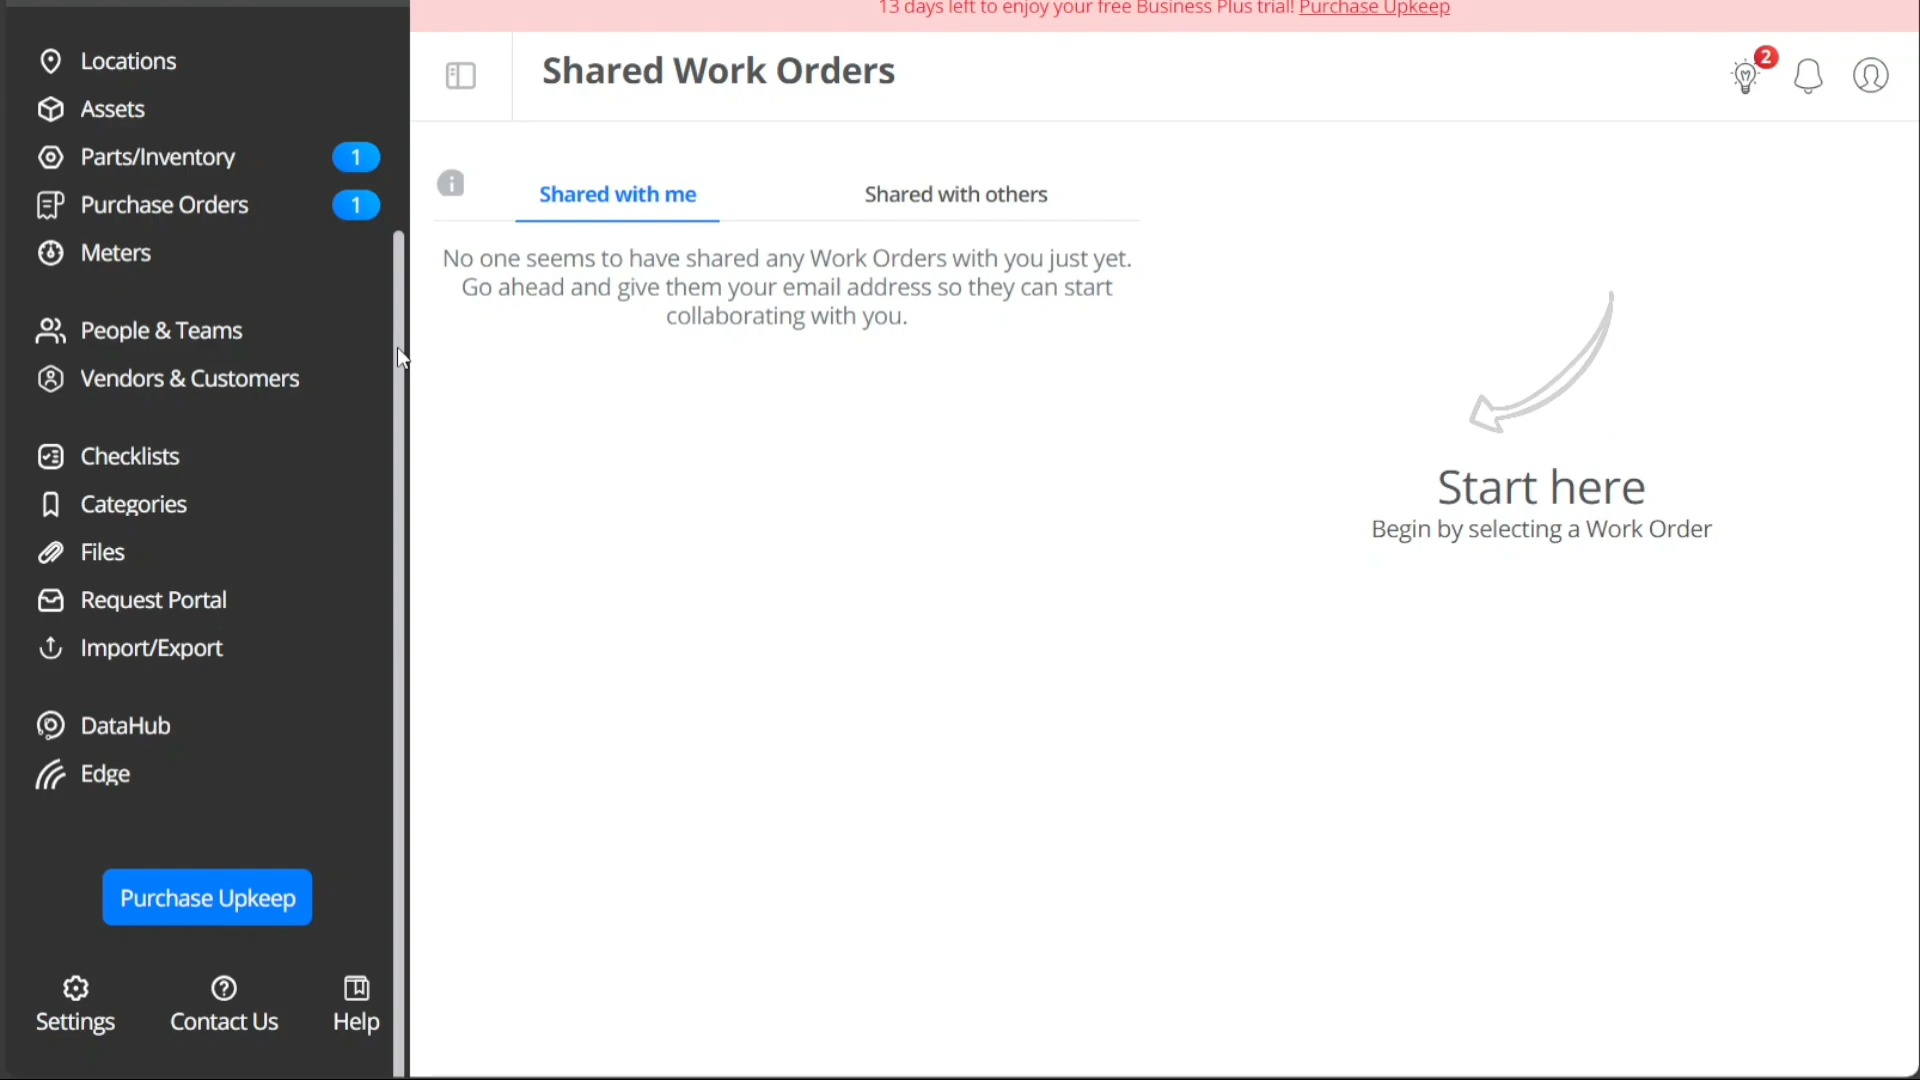 13 days left to enjoy your free Business Plus trial! Purchase Upkeep
Locations
Assets
Parts/Inventory 1
Purchase Orders 1
Meters
People & Teams
Vendors & Customers
Checklists
Categories
Files
Request Portal
Import/Export
DataHub
Edge
Purchase Upkeep
Settings
Contact Us
Help
Shared Work Orders
2
Shared with me
Shared with others
No one seems to have shared any Work Orders with you just yet.
Go ahead and give them your email address so they can start
collaborating with you.
Start here
Begin by selecting a Work Order